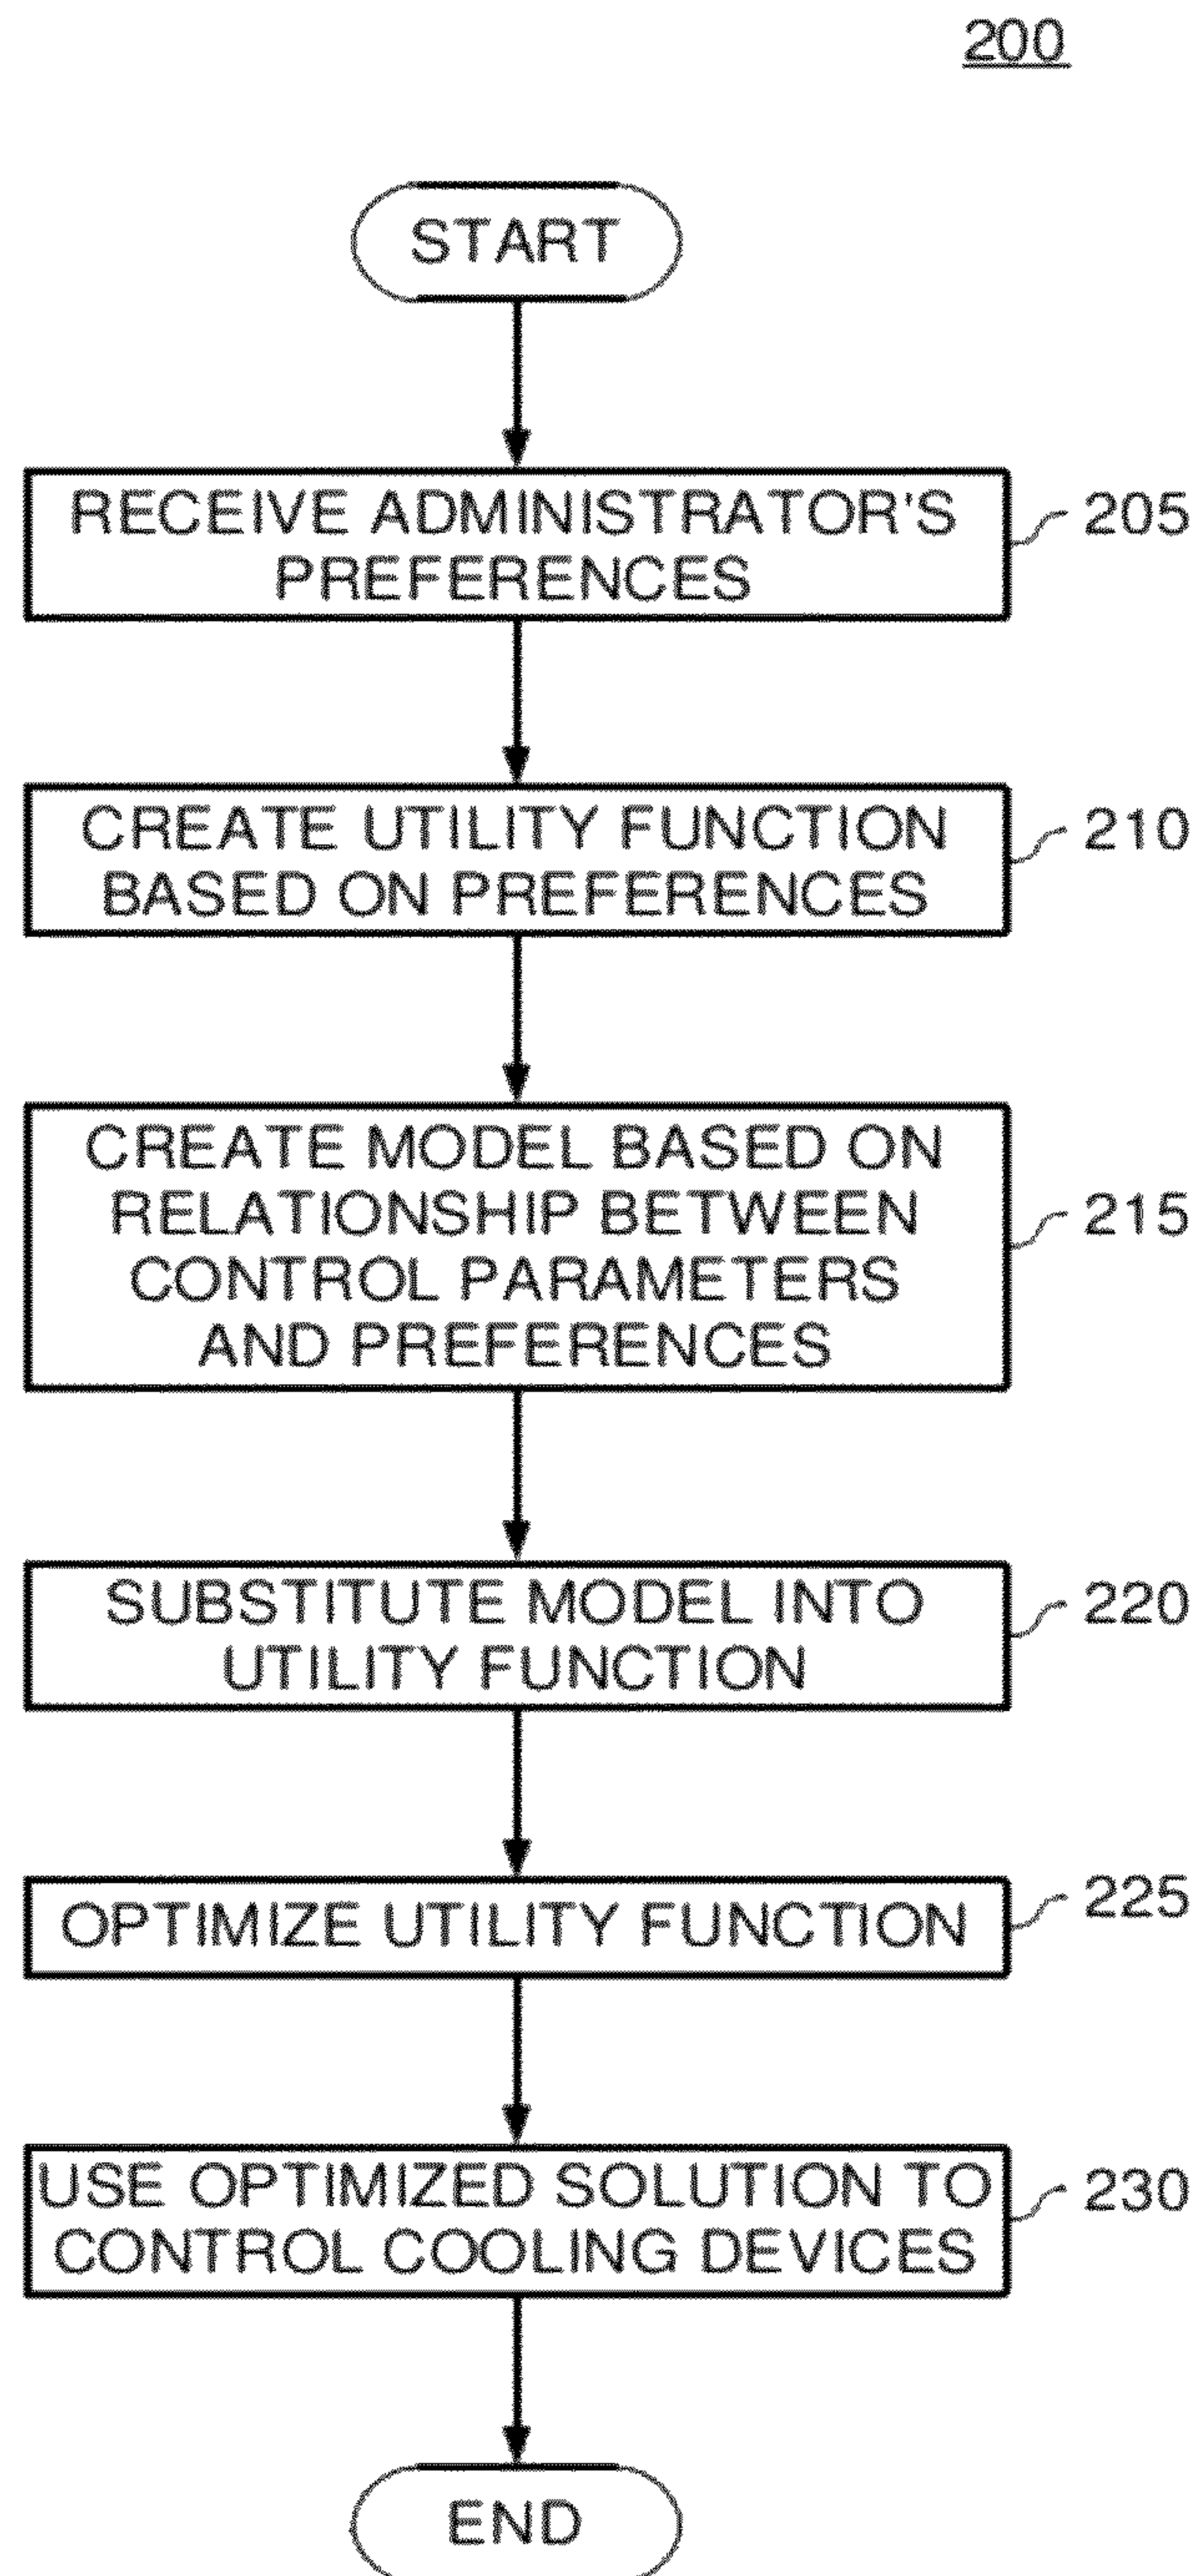 200
START
RECEIVE ADMINISTRATOR'S
PREFERENCES
205
CREATE UTILITY FUNCTION
BASED ON PREFERENCES
210
CREATE MODEL BASED ON
RELATIONSHIP BETWEEN
CONTROL PARAMETERS
AND PREFERENCES
215
SUBSTITUTE MODEL INTO
UTILITY FUNCTION
220
OPTIMIZE UTILITY FUNCTION
225
USE OPTIMIZED SOLUTION TO
CONTROL COOLING DEVICES
230
END